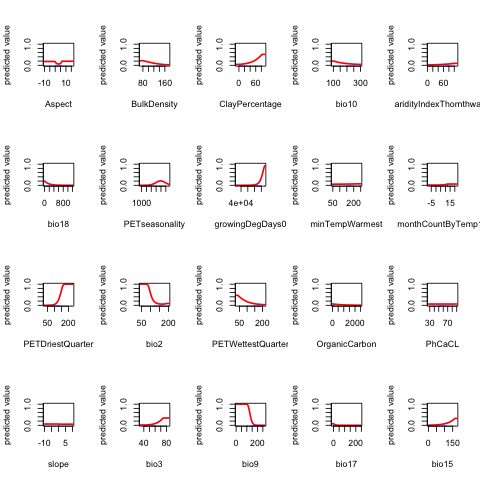 predicted value predicted value predicted value predicted value predicted value
0.0 1.0 0.0 1.0 0.0 1.0 0.0 1.0 0.0 1.0
-10 10 80 160 0 60 100 300 0 60
Aspect BulkDensity ClayPercentage bio10 aridityIndexThornthwa
predicted value predicted value predicted value predicted value predicted value
0.0 1.0 0.0 1.0 0.0 1.0 0.0 1.0 0.0 1.0
0 800 1000 4e+04 50 200 -5 15
bio18 PETseasonality growingDegDays0 minTempWarmest monthCountByTemp1
predicted value predicted value predicted value predicted value predicted value
0.0 1.0 0.0 1.0 0.0 1.0 0.0 1.0 0.0 1.0
50 200 50 200 50 200 0 2000 30 70
PETDriestQuarter bio2 PETWettestQuarter OrganicCarbon PhCaCL
predicted value predicted value predicted value predicted value predicted value
0.0 1.0 0.0 1.0 0.0 1.0 0.0 1.0 0.0 1.0
-10 5 40 80 0 200 0 200 0 150
slope bio3 bio9 bio17 bio15